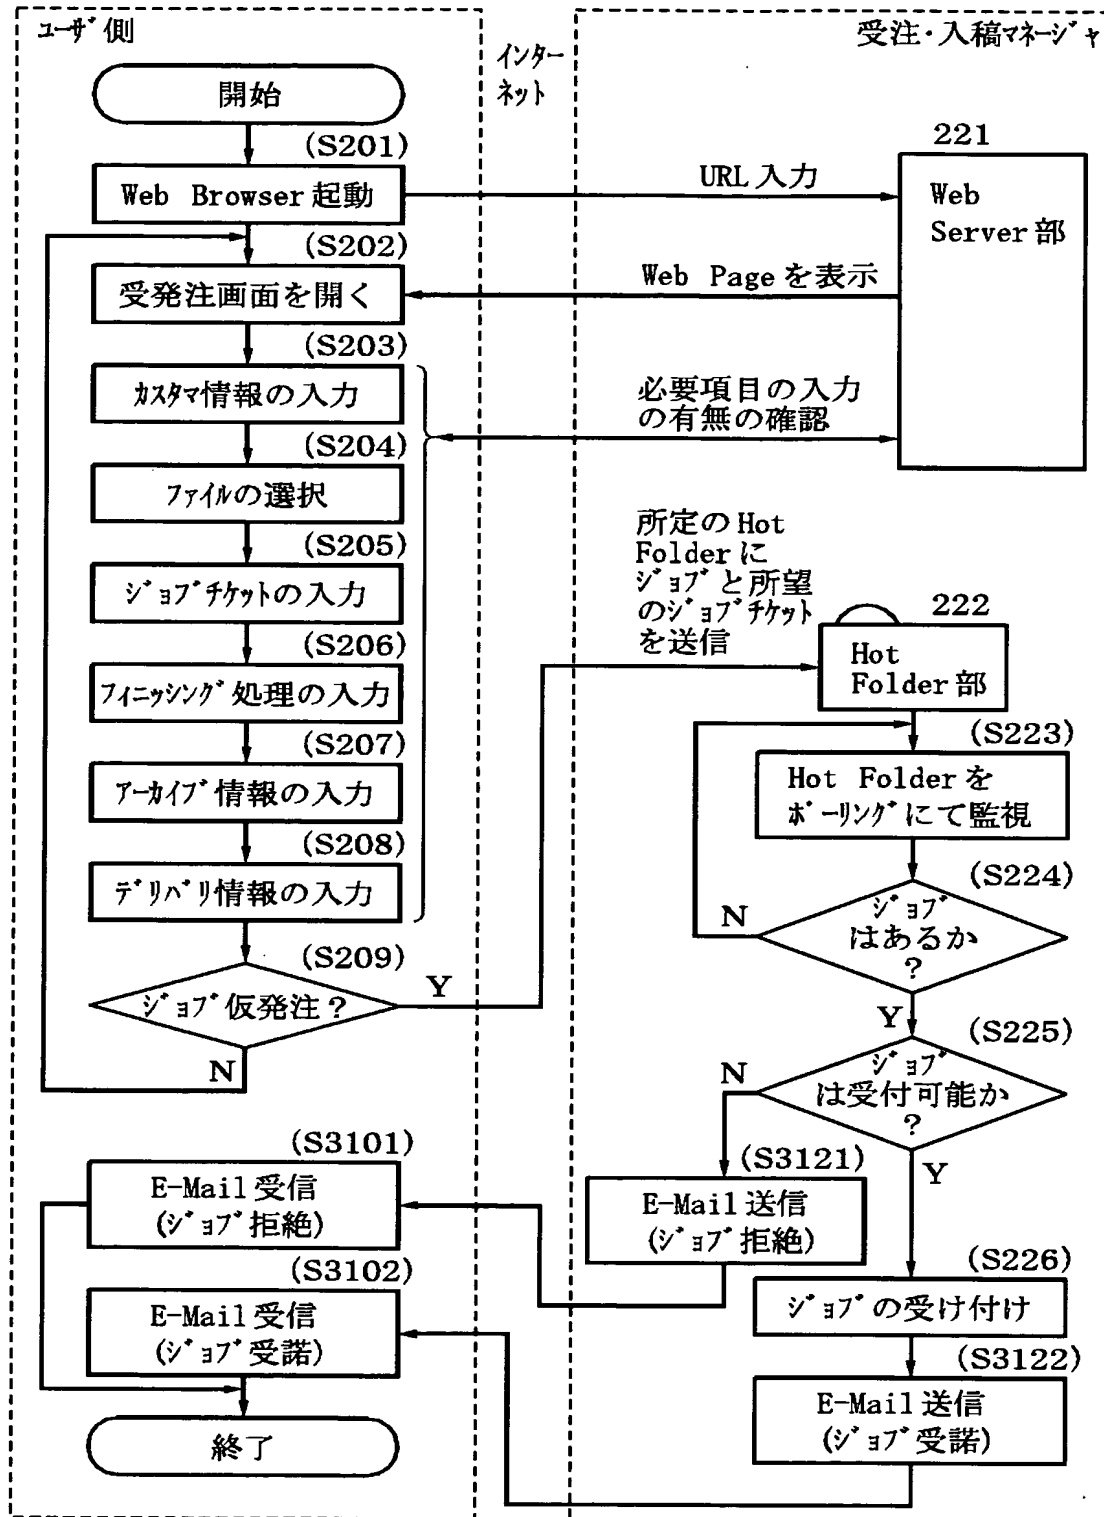 ユーザ側
インター
ネット
受注・入稿マネージャ
開始
(S201)
Web Browser起動
URL入力
221
Web
Server部
(S202)
受発注画面を開く
Web Pageを表示
(S203)
カスタマ情報の入力
必要項目の入力
の有無の確認
(S204)
ファイルの選択
(S205)
ジョブチケットの入力
所定のHot
Folderに
ジョブと所望
のジョブチケット
を送信
222
Hot
Folder部
(S206)
フィニッシング処理の入力
(S207)
アーカイブ情報の入力
(S208)
デリバリ情報の入力
(S209)
ジョブ仮発注?
Y
N
(S223)
Hot Folderを
ポーリングにて監視
(S224)
ジョブ
はあるか
?
N
Y
(S225)
ジョブ
は受付可能か
?
N
Y
(S3121)
E-Mail送信
(ジョブ拒絶)
(S3101)
E-Mail受信
(ジョブ拒絶)
(S226)
ジョブの受け付け
(S3102)
E-Mail受信
(ジョブ受諾)
(S3122)
E-Mail送信
(ジョブ受諾)
終了